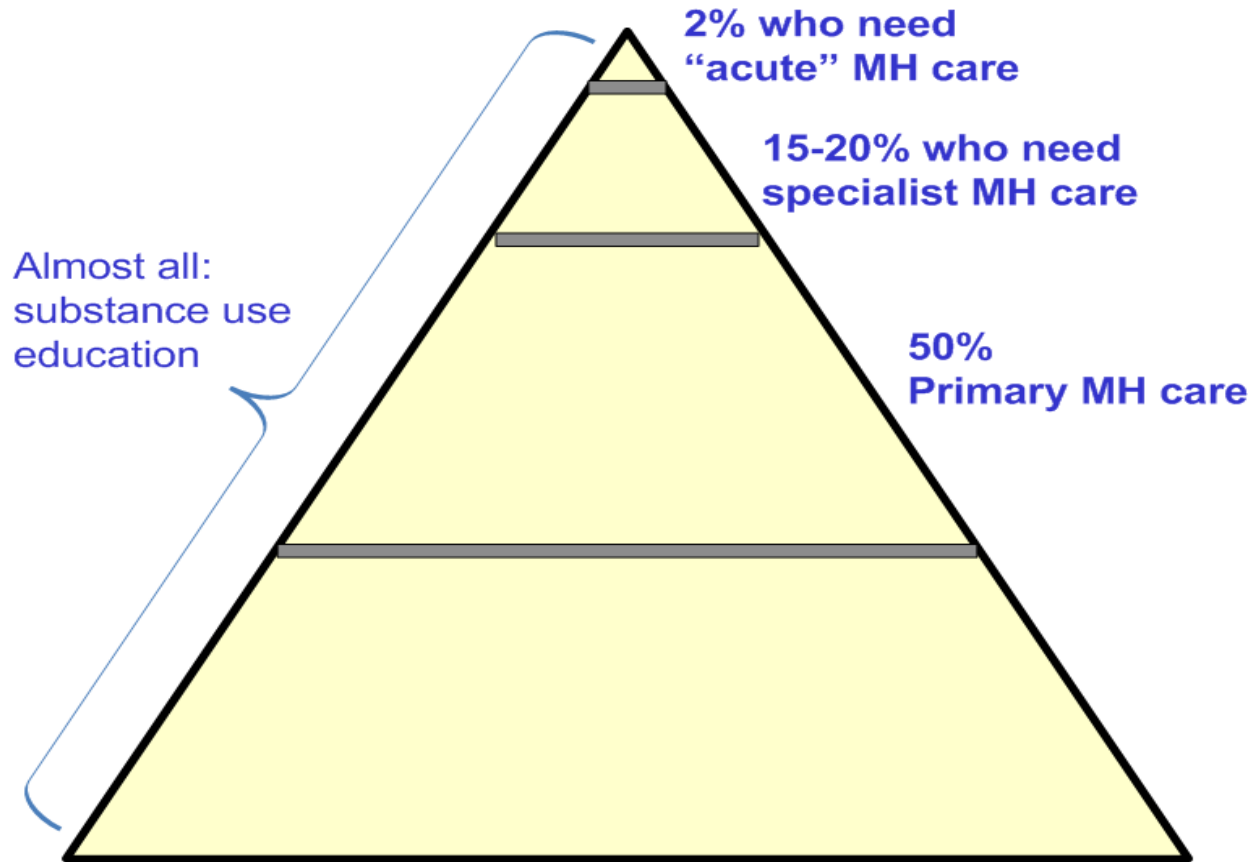 2% who need
“acute” MH care
15-20% who need
specialist MH care
Almost all:
substance use
education
50%
Primary MH care